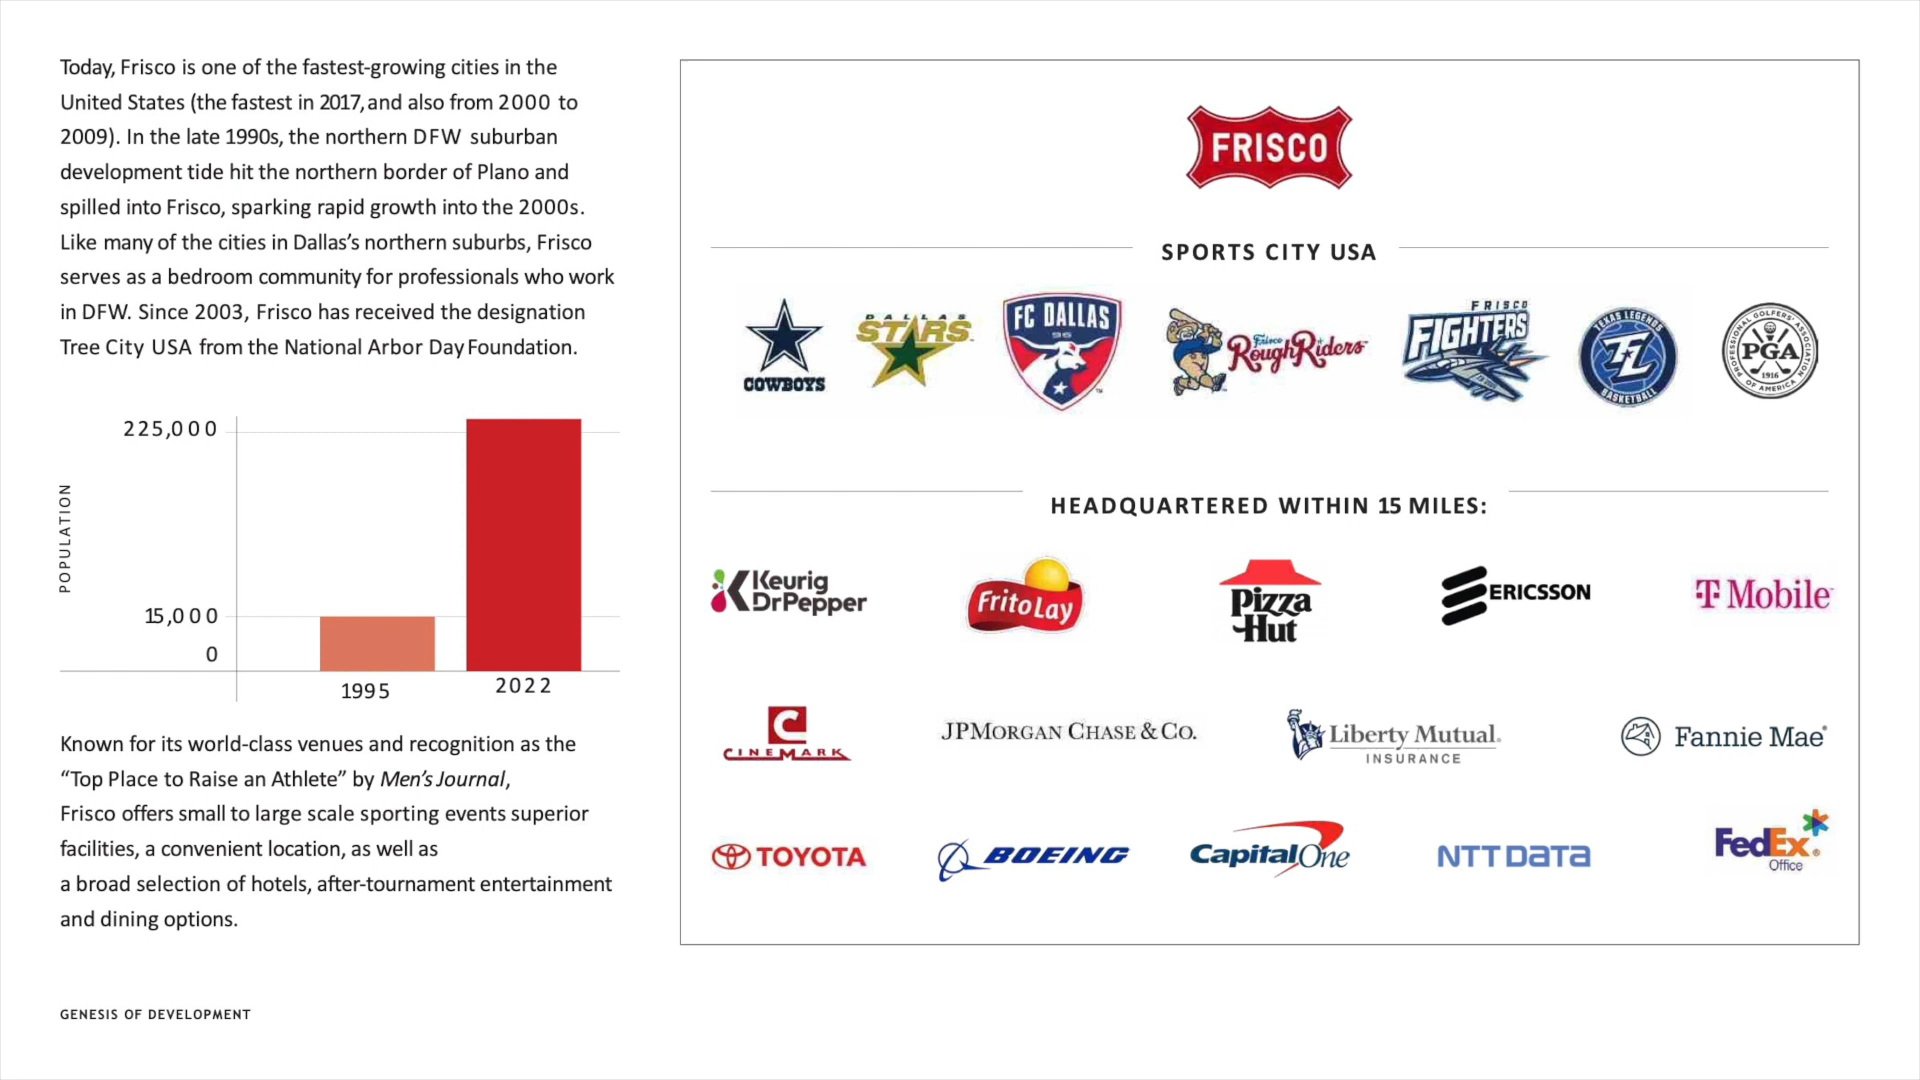 Today, Frisco is one of the fastest-growing cities in the
United States (the fastest in 2017, and also from 2000 to
2009). In the late 1990s, the northern DFW suburban
development tide hit the northern border of Plano and
spilled into Frisco, sparking rapid growth into the 2000s.
Like many of the cities in Dallas's northern suburbs, Frisco
serves as a bedroom community for professionals who work
in DFW. Since 2003, Frisco has received the designation
Tree City USA from the National Arbor Day Foundation.
225,000
POPULATION
15,000
0
1995
2022
Known for its world-class venues and recognition as the
“Top Place to Raise an Athlete” by Men's Journal,
Frisco offers small to large scale sporting events superior
facilities, a convenient location, as well as
a broad selection of hotels, after-tournament entertainment
and dining options.
GENESIS OF DEVELOPMENT
FRISCO
SPORTS CITY USA
COWBOYS
DALLAS
STARS
FC DALLAS
96
Frisco
RoughRiders
FRISCO
FIGHTERS
TEXAS LEGENDS
TL
BASKETBALL
PROFESSIONAL GOLFERS' ASSOCIATION
PGA
1916
OF AMERICA
HEADQUARTERED WITHIN 15 MILES:
Keurig
DrPepper
Frito Lay
Pizza
Hut
ERICSSON
T Mobile
C
CINEMARK
JPMORGAN CHASE & CO.
Liberty Mutual.
INSURANCE
Fannie Mae®
TOYOTA
BOEING
Capital One
NTT DATA
FedEx®
Office